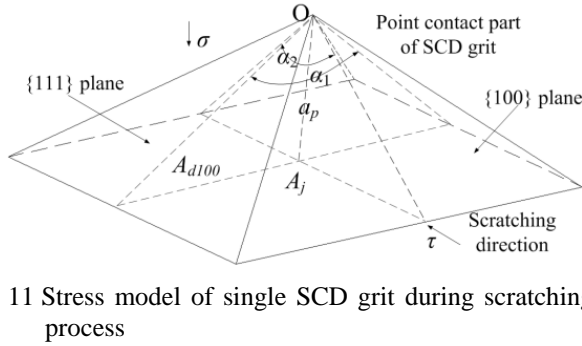 O
σ
Point contact part
of SCD grit
α2
α1
{111} plane
{100} plane
ap
Ad100
Aj
Scratching
direction
τ
11 Stress model of single SCD grit during scratching
process